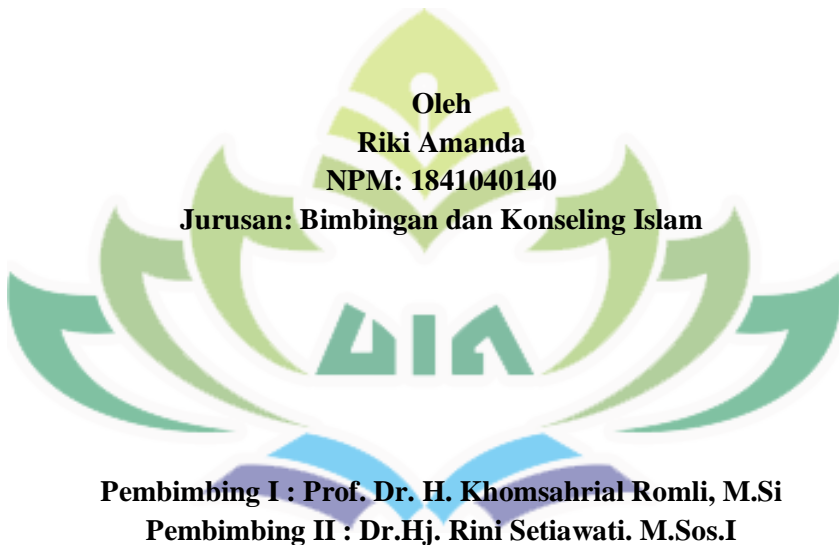 Oleh
Riki Amanda
NPM: 1841040140
Jurusan: Bimbingan dan Konseling Islam
UIN
Pembimbing I : Prof. Dr. H. Khomsahrial Romli, M.Si
Pembimbing II : Dr.Hj. Rini Setiawati. M.Sos.I